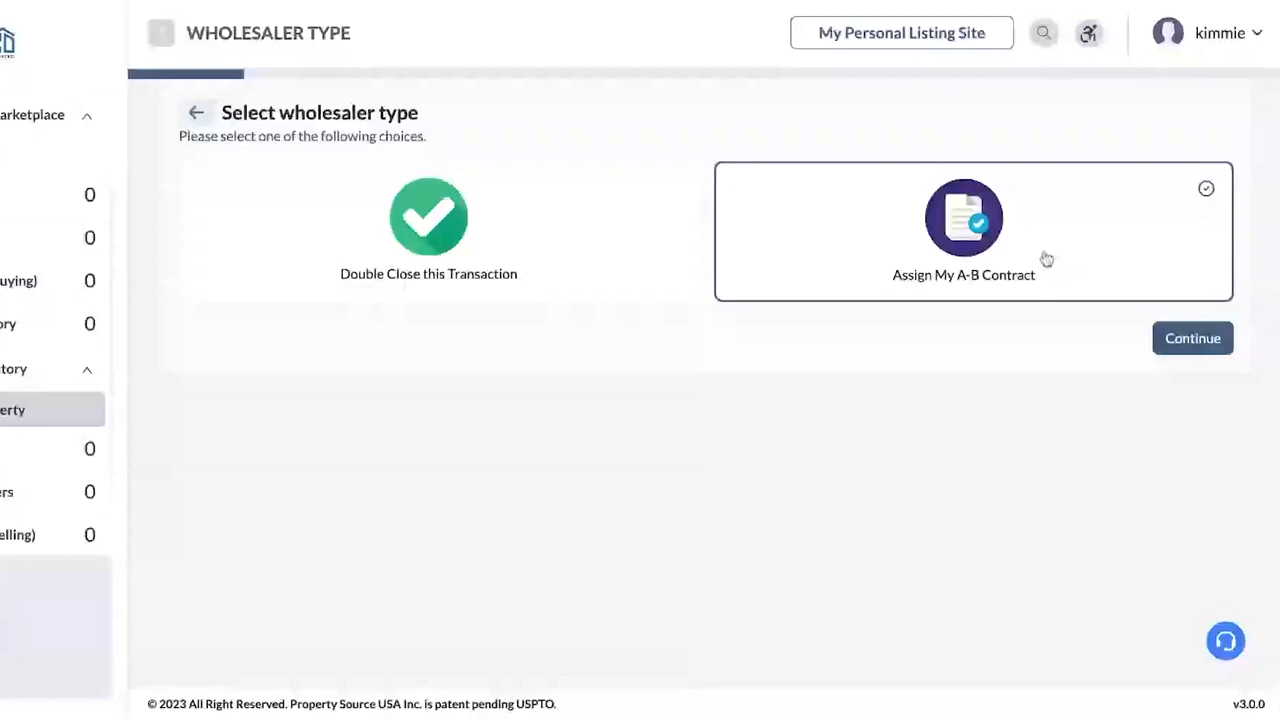 WHOLESALER TYPE
My Personal Listing Site
kimmie
arketplace
Select wholesaler type
Please select one of the following choices.
0
0
uying) 0
ory 0
Double Close this Transaction
Assign My A-B Contract
Continue
tory
erty
0
ers 0
elling) 0
© 2023 All Right Reserved. Property Source USA Inc. is patent pending USPTO.
v3.0.0